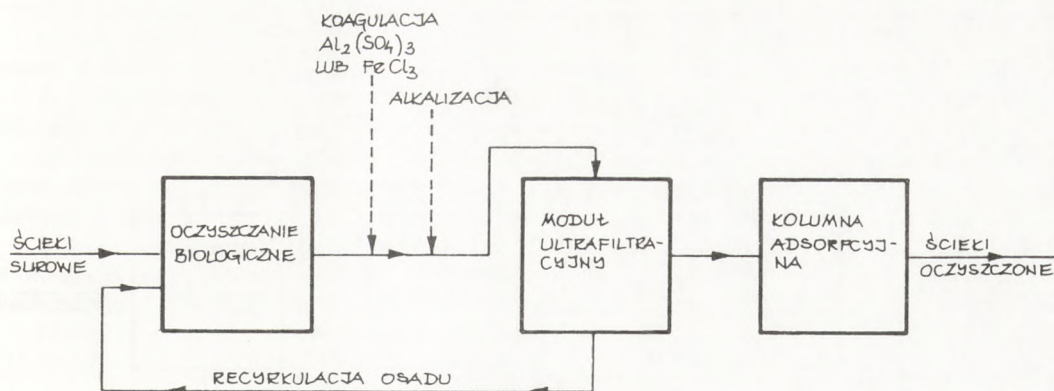 KOAGULACJA
Al₂(SO₄)₃
LUB FeCl₃
ALKALIZACJA
ŚCIEKI
SUROWE
OCZYSZCZANIE
BIOLOGICZNE
MODUŁ
ULTRAFILTRA-
CYJNY
KOLUMNA
ADSORPCYJ-
NA
ŚCIEKI
OCZYSZCZONE
RECYRKULACJA OSADU